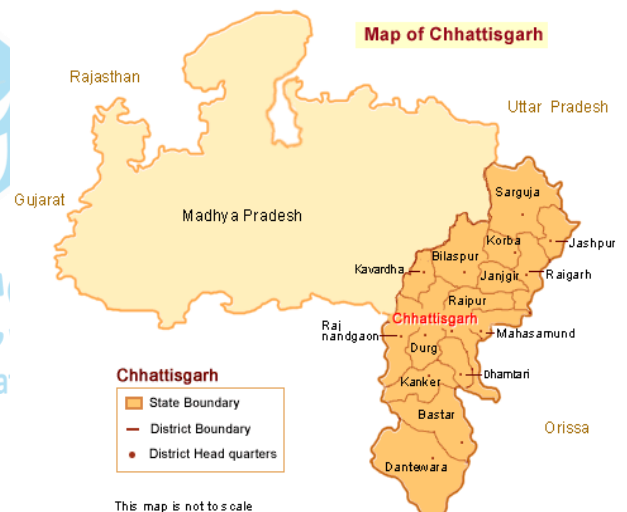 Map of Chhattisgarh
Rajasthan
Uttar Pradesh
Gujarat
Madhya Pradesh
Sarguja
Korba
Jashpur
Bilaspur
Kavardha
Janjgir
Raigarh
Raipur
Chhattisgarh
Raj
nandgaon
Mahasamund
Durg
Dhamtari
Kanker
Bastar
Orissa
Dantewara
Chhattisgarh
State Boundary
District Boundary
District Head quarters
This map is not to scale